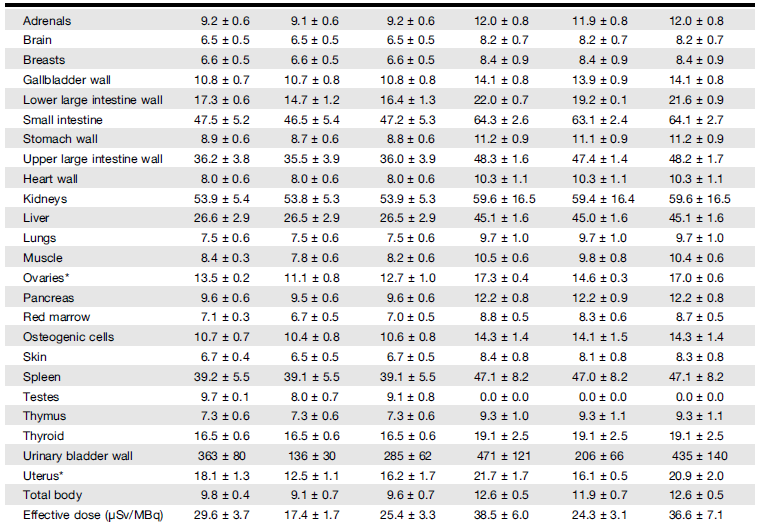 Adrenals 9.2 ± 0.6 9.1 ± 0.6 9.2 ± 0.6 12.0 ± 0.8 11.9 ± 0.8 12.0 ± 0.8
Brain 6.5 ± 0.5 6.5 ± 0.5 6.5 ± 0.5 8.2 ± 0.7 8.2 ± 0.7 8.2 ± 0.7
Breasts 6.6 ± 0.5 6.6 ± 0.5 6.6 ± 0.5 8.4 ± 0.9 8.4 ± 0.9 8.4 ± 0.9
Gallbladder wall 10.8 ± 0.7 10.7 ± 0.8 10.8 ± 0.8 14.1 ± 0.8 13.9 ± 0.9 14.1 ± 0.8
Lower large intestine wall 17.3 ± 0.6 14.7 ± 1.2 16.4 ± 1.3 22.0 ± 0.7 19.2 ± 0.1 21.6 ± 0.9
Small intestine 47.5 ± 5.2 46.5 ± 5.4 47.2 ± 5.3 64.3 ± 2.6 63.1 ± 2.4 64.1 ± 2.7
Stomach wall 8.9 ± 0.6 8.7 ± 0.6 8.8 ± 0.6 11.2 ± 0.9 11.1 ± 0.9 11.2 ± 0.9
Upper large intestine wall 36.2 ± 3.8 35.5 ± 3.9 36.0 ± 3.9 48.3 ± 1.6 47.4 ± 1.4 48.2 ± 1.7
Heart wall 8.0 ± 0.6 8.0 ± 0.6 8.0 ± 0.6 10.3 ± 1.1 10.3 ± 1.1 10.3 ± 1.1
Kidneys 53.9 ± 5.4 53.8 ± 5.3 53.9 ± 5.3 59.6 ± 16.5 59.4 ± 16.4 59.6 ± 16.5
Liver 26.6 ± 2.9 26.5 ± 2.9 26.5 ± 2.9 45.1 ± 1.6 45.0 ± 1.6 45.1 ± 1.6
Lungs 7.5 ± 0.6 7.5 ± 0.6 7.5 ± 0.6 9.7 ± 1.0 9.7 ± 1.0 9.7 ± 1.0
Muscle 8.4 ± 0.3 7.8 ± 0.6 8.2 ± 0.6 10.5 ± 0.6 9.8 ± 0.8 10.4 ± 0.6
Ovaries* 13.5 ± 0.2 11.1 ± 0.8 12.7 ± 1.0 17.3 ± 0.4 14.6 ± 0.3 17.0 ± 0.6
Pancreas 9.6 ± 0.6 9.5 ± 0.6 9.6 ± 0.6 12.2 ± 0.8 12.2 ± 0.9 12.2 ± 0.8
Red marrow 7.1 ± 0.3 6.7 ± 0.5 7.0 ± 0.5 8.8 ± 0.5 8.3 ± 0.6 8.7 ± 0.5
Osteogenic cells 10.7 ± 0.7 10.4 ± 0.8 10.6 ± 0.8 14.3 ± 1.4 14.1 ± 1.5 14.3 ± 1.4
Skin 6.7 ± 0.4 6.5 ± 0.5 6.7 ± 0.5 8.4 ± 0.8 8.1 ± 0.8 8.3 ± 0.8
Spleen 39.2 ± 5.5 39.1 ± 5.5 39.1 ± 5.5 47.1 ± 8.2 47.0 ± 8.2 47.1 ± 8.2
Testes 9.7 ± 0.1 8.0 ± 0.7 9.1 ± 0.8 0.0 ± 0.0 0.0 ± 0.0 0.0 ± 0.0
Thymus 7.3 ± 0.6 7.3 ± 0.6 7.3 ± 0.6 9.3 ± 1.0 9.3 ± 1.1 9.3 ± 1.1
Thyroid 16.5 ± 0.6 16.5 ± 0.6 16.5 ± 0.6 19.1 ± 2.5 19.1 ± 2.5 19.1 ± 2.5
Urinary bladder wall 363 ± 80 136 ± 30 285 ± 62 471 ± 121 206 ± 66 435 ± 140
Uterus* 18.1 ± 1.3 12.5 ± 1.1 16.2 ± 1.7 21.7 ± 1.7 16.1 ± 0.5 20.9 ± 2.0
Total body 9.8 ± 0.4 9.1 ± 0.7 9.6 ± 0.7 12.6 ± 0.5 11.9 ± 0.7 12.6 ± 0.5
Effective dose (μSv/MBq) 29.6 ± 3.7 17.4 ± 1.7 25.4 ± 3.3 38.5 ± 6.0 24.3 ± 3.1 36.6 ± 7.1